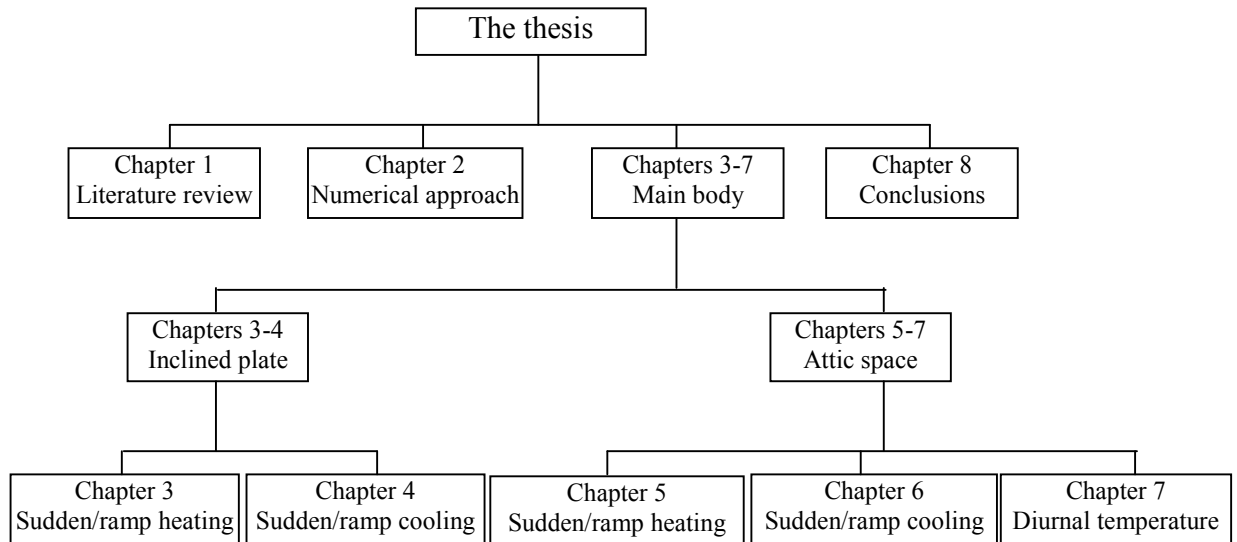 The thesis
Chapter 1
Literature review
Chapter 2
Numerical approach
Chapters 3-7
Main body
Chapter 8
Conclusions
Chapters 3-4
Inclined plate
Chapters 5-7
Attic space
Chapter 3
Sudden/ramp heating
Chapter 4
Sudden/ramp cooling
Chapter 5
Sudden/ramp heating
Chapter 6
Sudden/ramp cooling
Chapter 7
Diurnal temperature